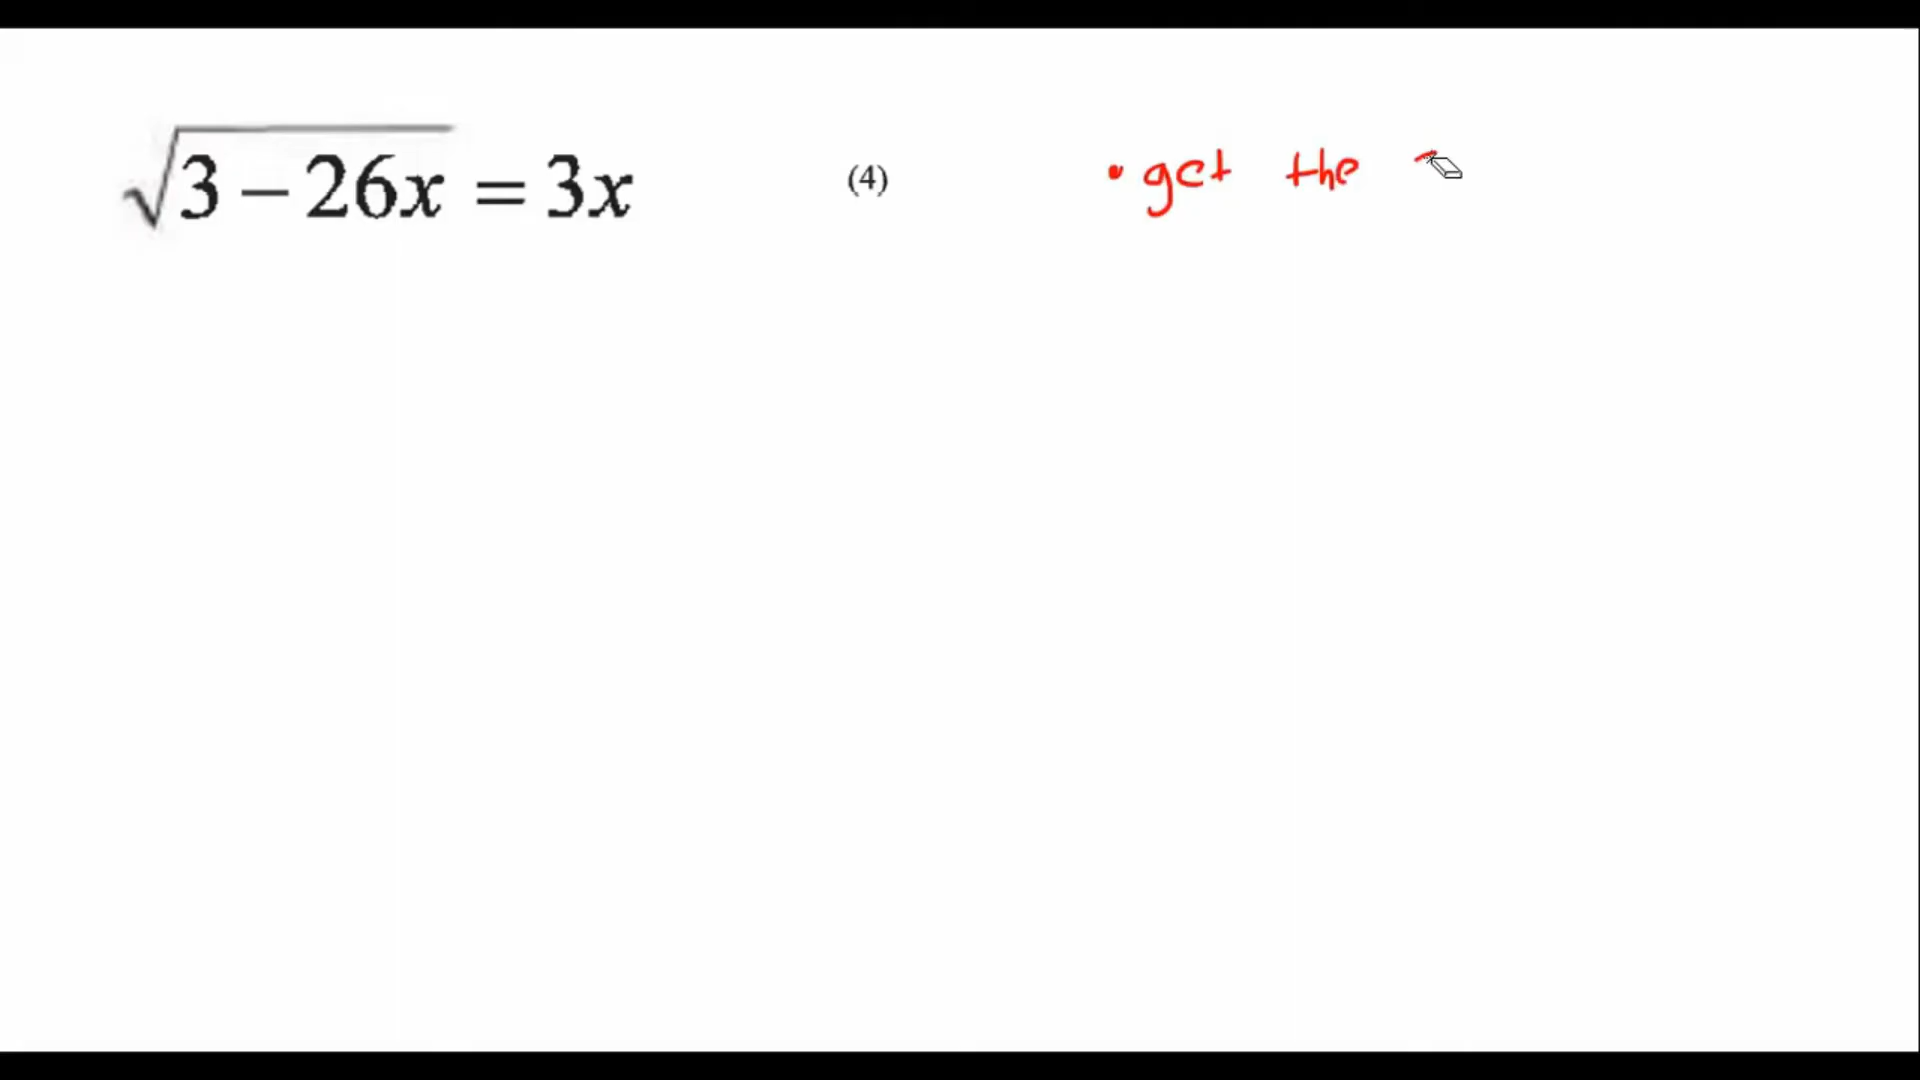 √3 – 26x = 3x (4) • get the